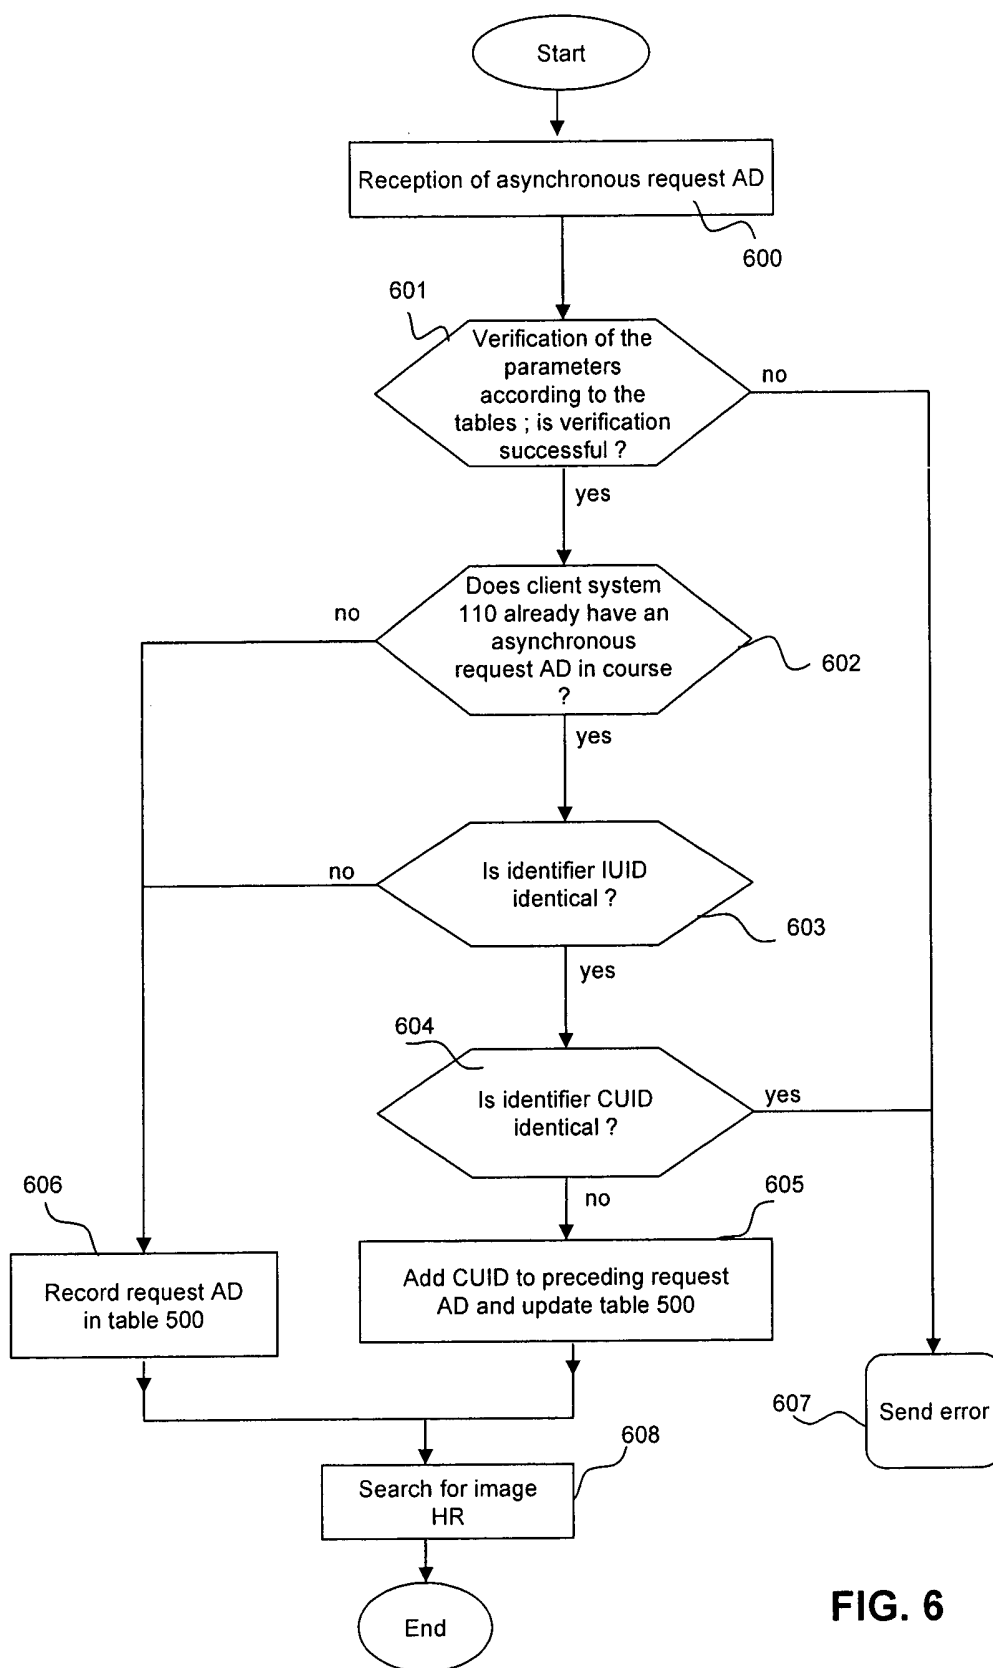 Start
Reception of asynchronous request AD
600
601
Verification of the
parameters
according to the
tables ; is verification
successful ?
no
yes
Does client system
110 already have an
asynchronous
request AD in course
?
no
602
yes
Is identifier IUID
identical ?
no
603
yes
604
Is identifier CUID
identical ?
yes
no
605
606
Record request AD
in table 500
Add CUID to preceding request
AD and update table 500
607
Send error
608
Search for image
HR
End
FIG. 6